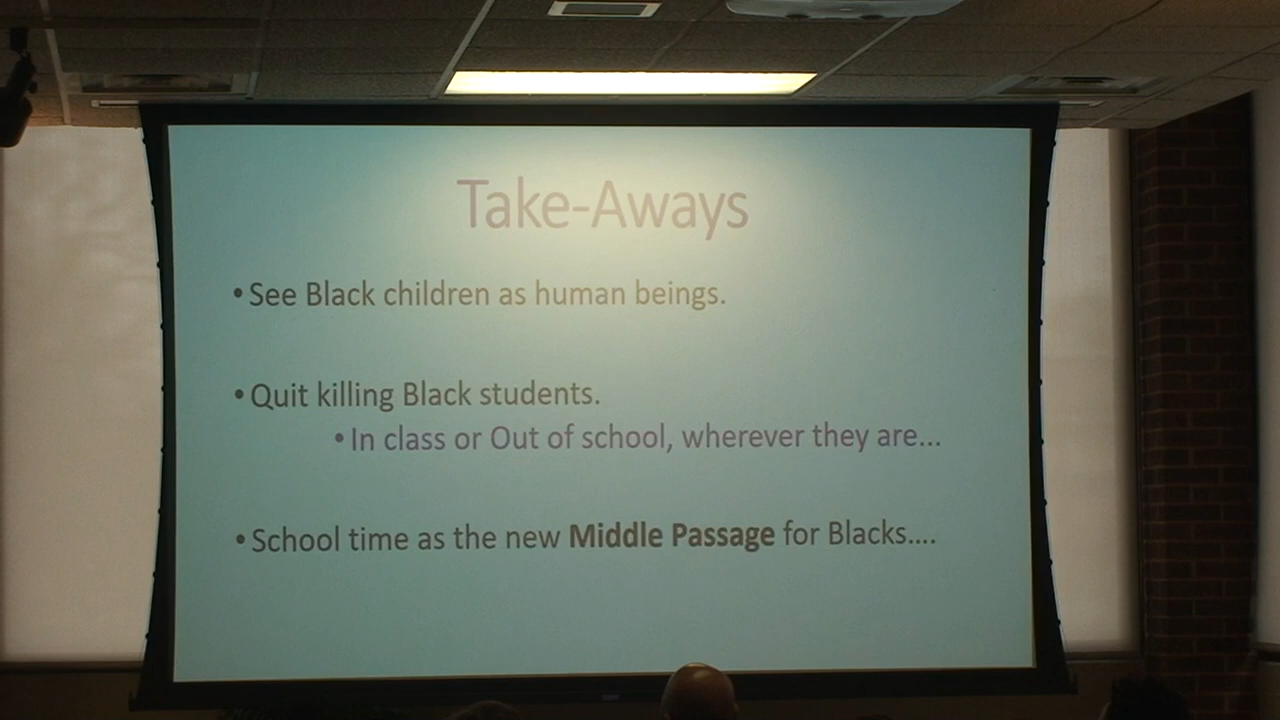 Take-Aways
• See Black children as human beings.
• Quit killing Black students.
• In class or Out of school, wherever they are...
• School time as the new Middle Passage for Blacks....